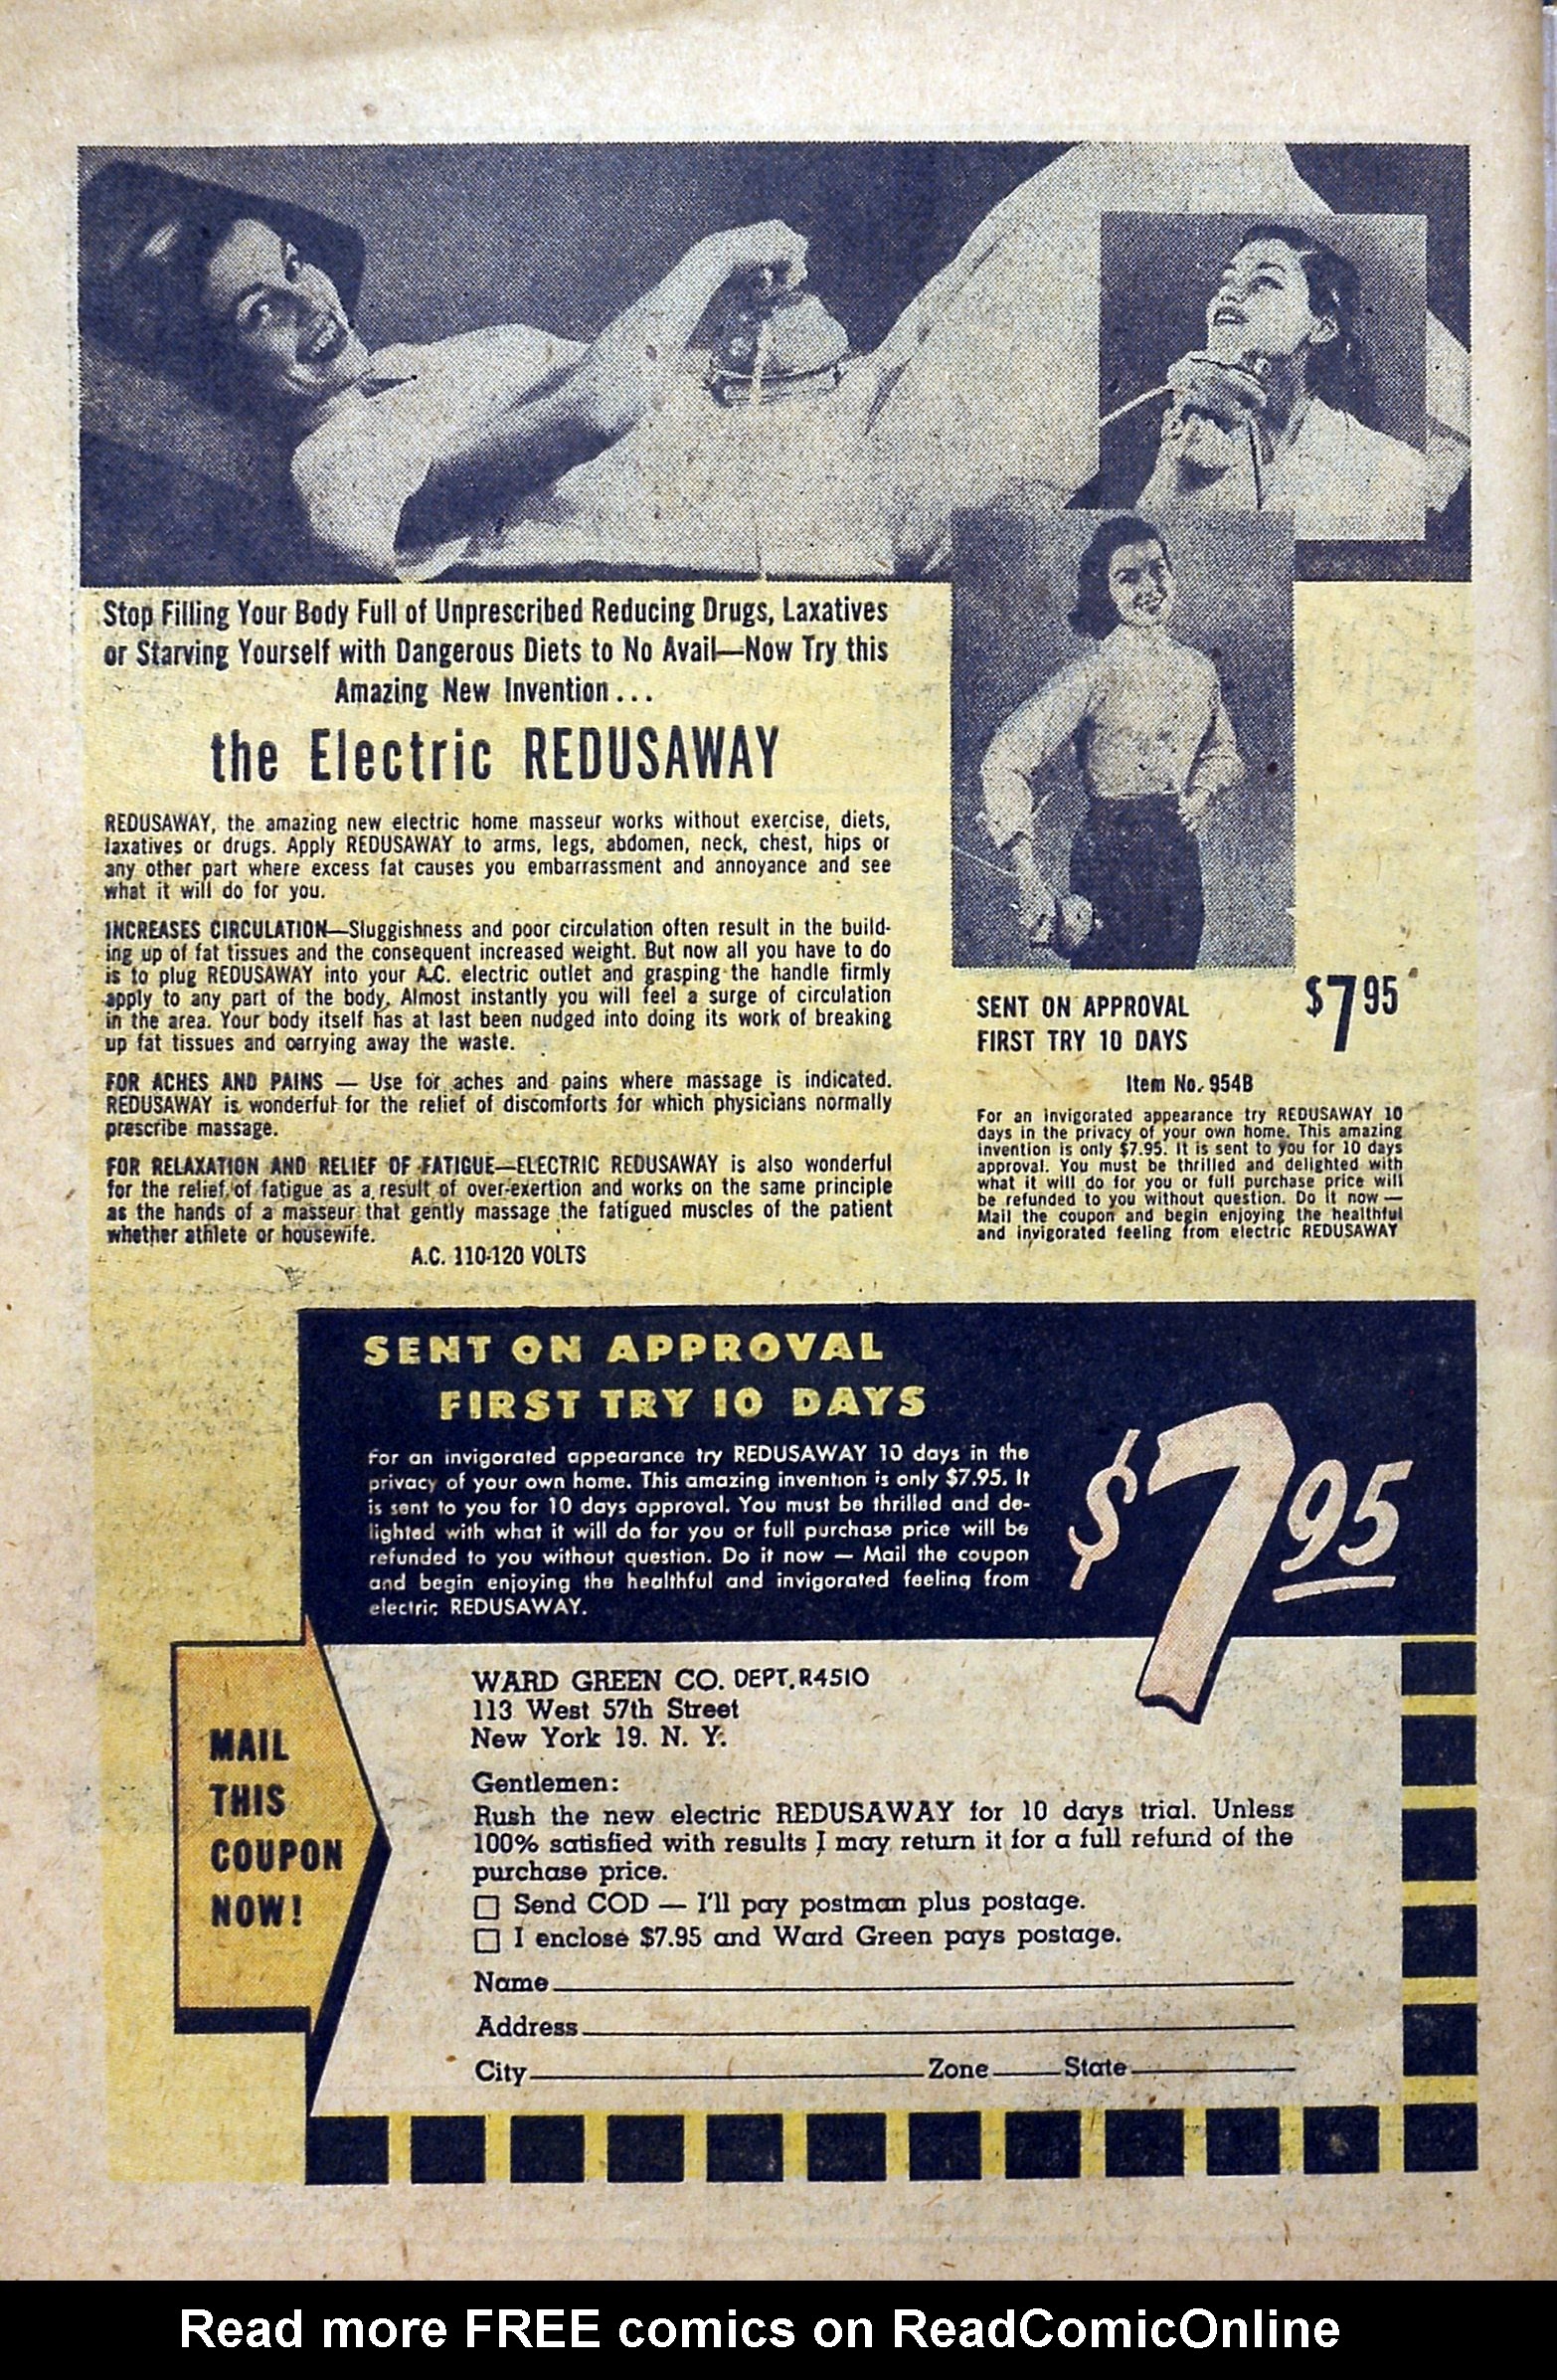 Stop Filling Your Body Full of Unprescribed Reducing Drugs, Laxatives
or Starving Yourself with Dangerous Diets to No Avail—Now Try this
Amazing New Invention...
the Electric REDUSAWAY
REDUSAWAY, the amazing new electric home masseur works without exercise, diets,
laxatives or drugs. Apply REDUSAWAY to arms, legs, abdomen, neck, chest, hips or
any other part where excess fat causes you embarrassment and annoyance and see
what it will do for you.
INCREASES CIRCULATION—Sluggishness and poor circulation often result in the build-
ing up of fat tissues and the consequent increased weight. But now all you have to do
is to plug REDUSAWAY into your A.C. electric outlet and grasping the handle firmly
apply to any part of the body. Almost instantly you will feel a surge of circulation
in the area. Your body itself has at last been nudged into doing its work of breaking
up fat tissues and carrying away the waste.
FOR ACHES AND PAINS — Use for aches and pains where massage is indicated.
REDUSAWAY is wonderful for the relief of discomforts for which physicians normally
prescribe massage.
FOR RELAXATION AND RELIEF OF FATIGUE—ELECTRIC REDUSAWAY is also wonderful
for the relief of fatigue as a result of over-exertion and works on the same principle
as the hands of a masseur that gently massage the fatigued muscles of the patient
whether athlete or housewife.
A.C. 110-120 VOLTS
SENT ON APPROVAL
FIRST TRY 10 DAYS
$7 95
Item No. 954B
For an invigorated appearance try REDUSAWAY 10
days in the privacy of your own home. This amazing
invention is only $7.95. It is sent to you for 10 days
approval. You must be thrilled and delighted with
what it will do for you or full purchase price will
be refunded to you without question. Do it now —
Mail the coupon and begin enjoying the healthful
and invigorated feeling from electric REDUSAWAY
SENT ON APPROVAL
FIRST TRY 10 DAYS
For an invigorated appearance try REDUSAWAY 10 days in the
privacy of your own home. This amazing invention is only $7.95. It
is sent to you for 10 days approval. You must be thrilled and de-
lighted with what it will do for you or full purchase price will be
refunded to you without question. Do it now — Mail the coupon
and begin enjoying the healthful and invigorated feeling from
electric REDUSAWAY.
$7 95
MAIL
THIS
COUPON
NOW!
WARD GREEN CO. DEPT. R4510
113 West 57th Street
New York 19. N. Y.
Gentlemen:
Rush the new electric REDUSAWAY for 10 days trial. Unless
100% satisfied with results I may return it for a full refund of the
purchase price.
Send COD — I'll pay postman plus postage.
I enclose $7.95 and Ward Green pays postage.
Name
Address
City Zone State
Read more FREE comics on ReadComicOnline